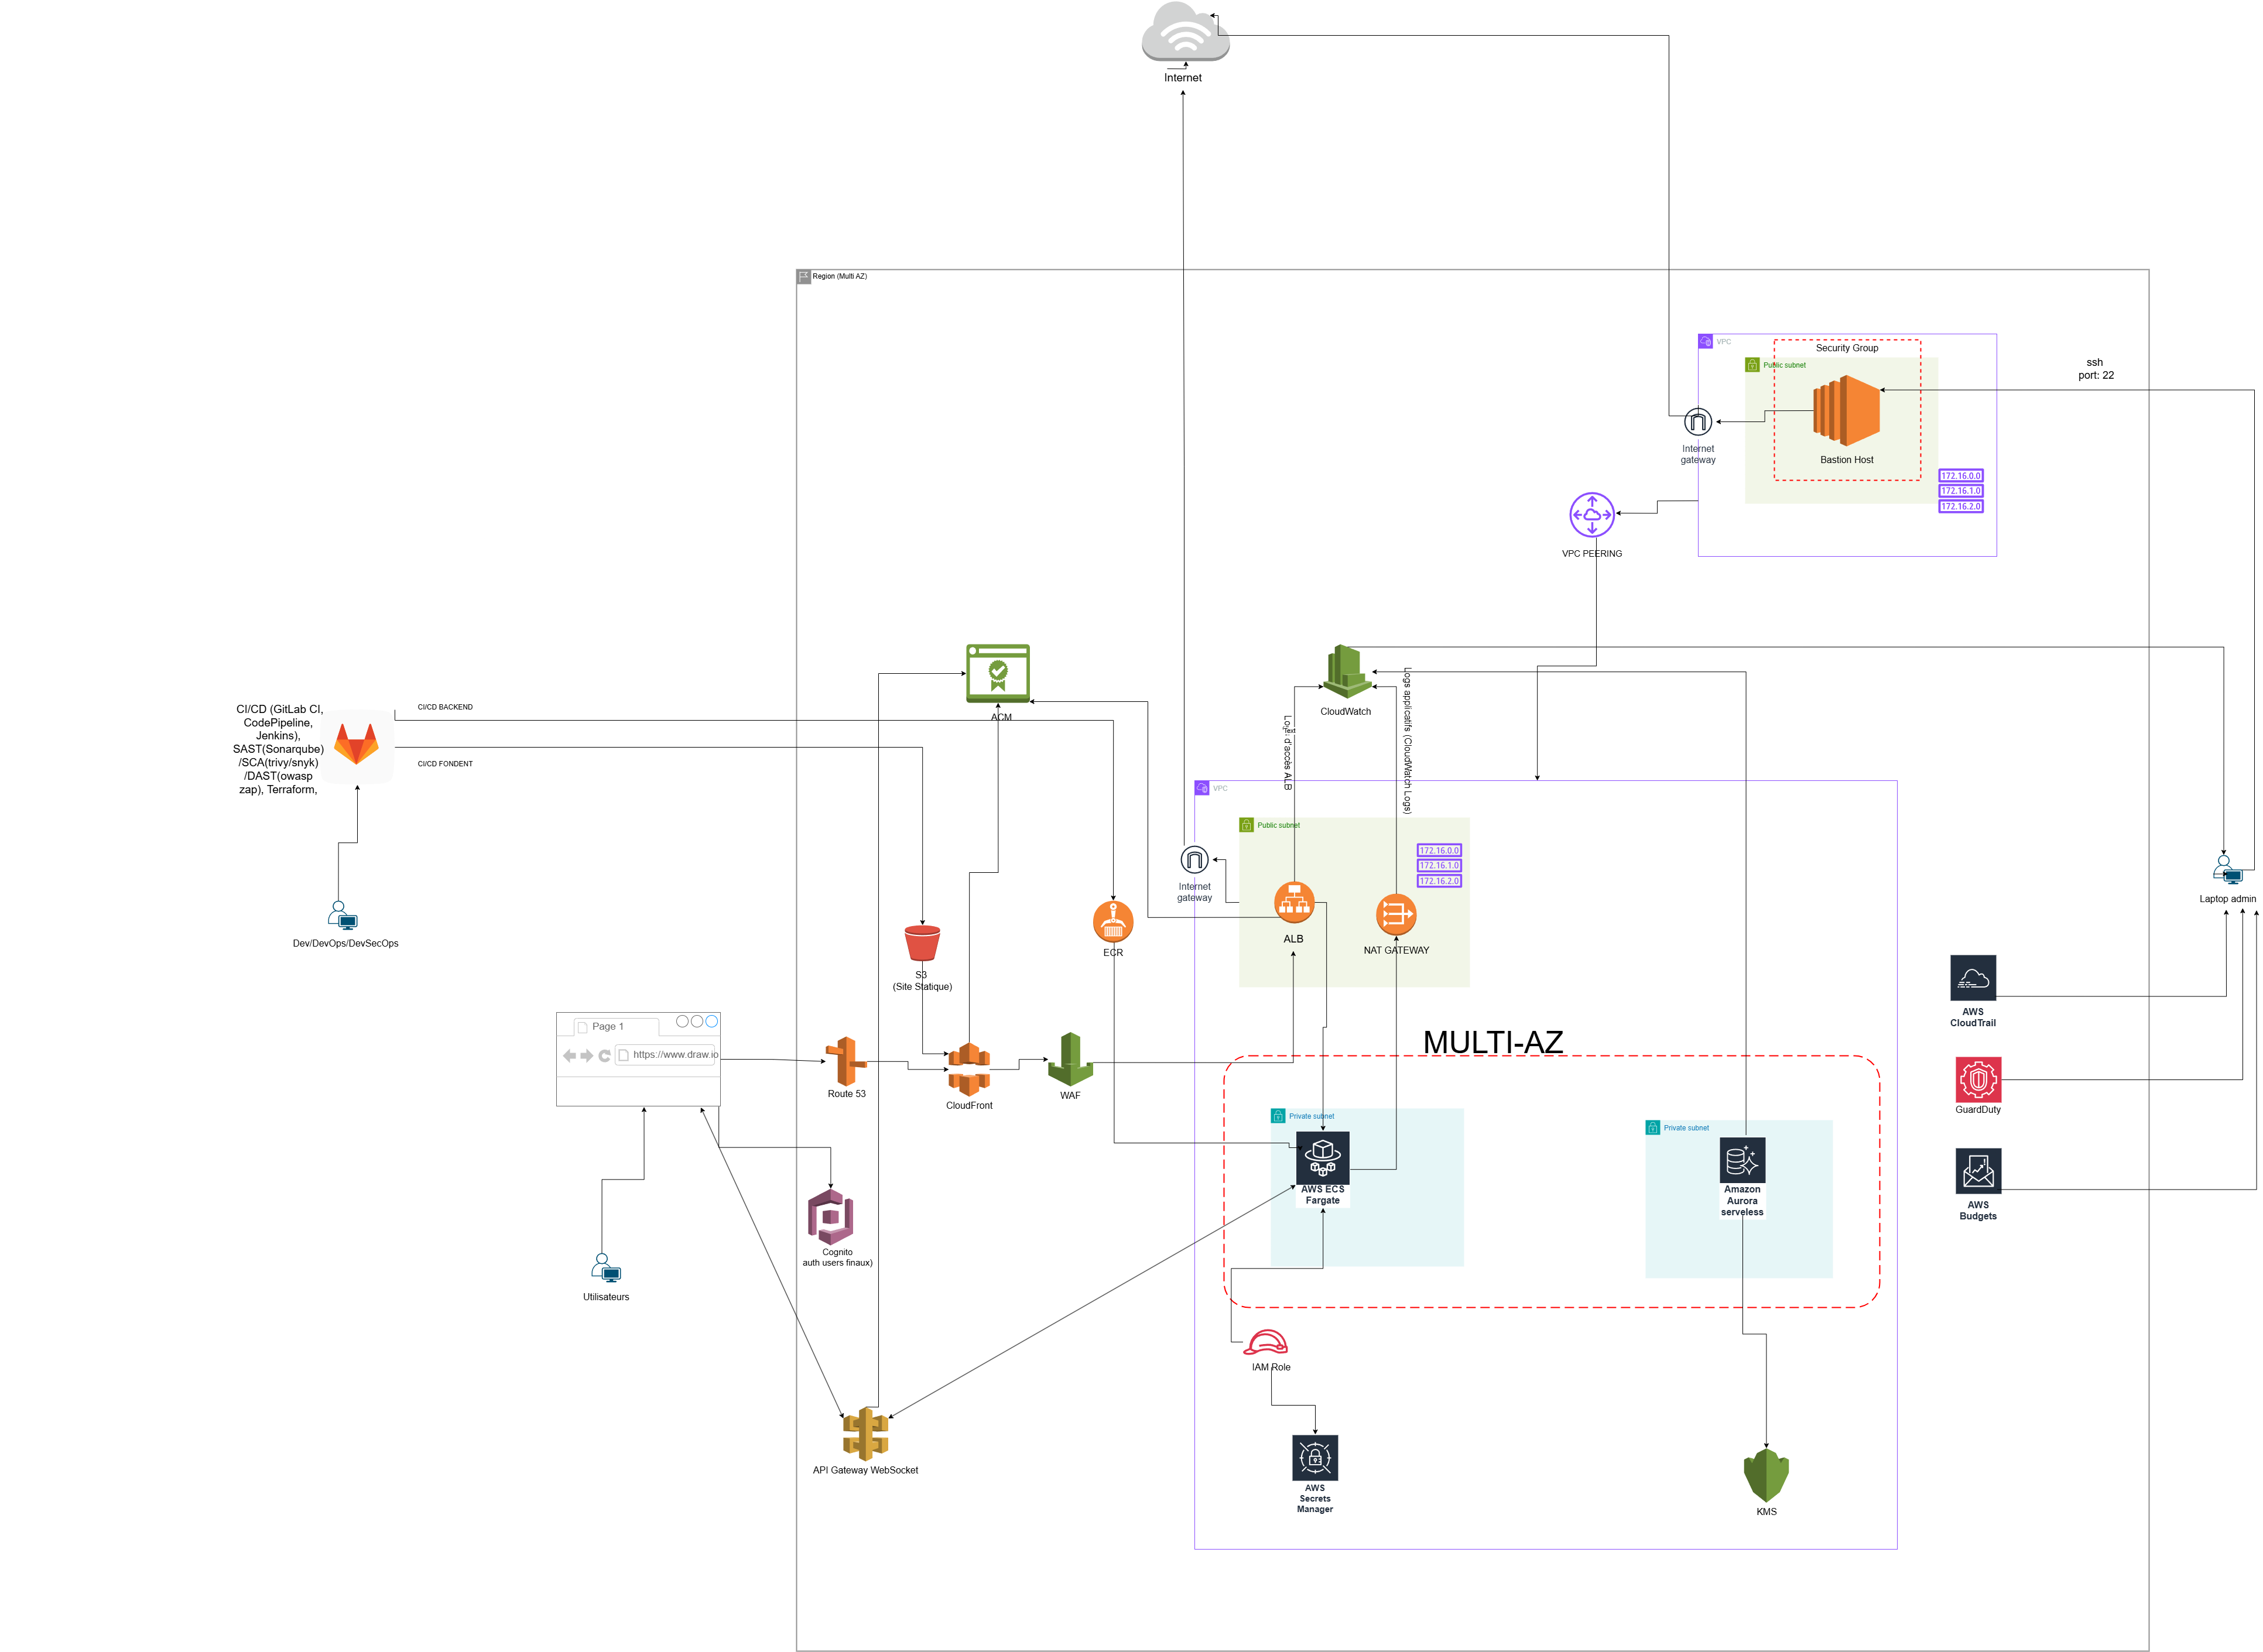 Internet
Region (Multi AZ)
VPC
Security Group
Public subnet
ssh
port: 22
Internet
gateway
Bastion Host
172.16.0.0
172.16.1.0
172.16.2.0
VPC PEERING
CI/CD (GitLab CI,
CodePipeline,
Jenkins),
SAST(Sonarqube)
/SCA(trivy/snyk)
/DAST(owasp
zap), Terraform,
CI/CD BACKEND
CI/CD FONDENT
ACM
CloudWatch
Logs d'accès ALB
Text
Logs applicatifs (CloudWatch Logs)
VPC
Public subnet
172.16.0.0
172.16.1.0
172.16.2.0
Internet
gateway
ALB
NAT GATEWAY
Laptop admin
Dev/DevOps/DevSecOps
ECR
S3
(Site Statique)
AWS
CloudTrail
Page 1
https://www.draw.io
MULTI-AZ
Route 53
CloudFront
WAF
GuardDuty
Private subnet
Private subnet
AWS ECS
Fargate
Amazon
Aurora
serveless
AWS
Budgets
Cognito
auth users finaux)
Utilisateurs
IAM Role
API Gateway WebSocket
AWS
Secrets
Manager
KMS